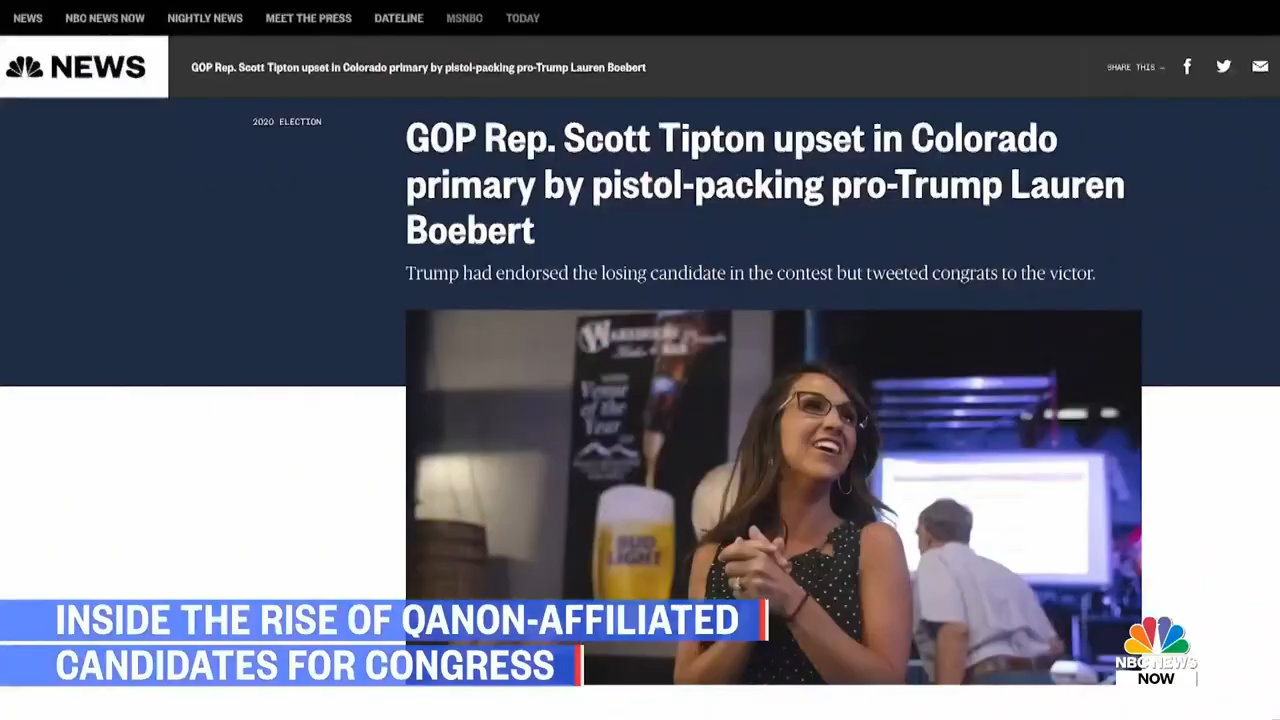 NEWS NBC NEWS NOW NIGHTLY NEWS MEET THE PRESS DATELINE MSNBC TODAY
NEWS GOP Rep. Scott Tipton upset in Colorado primary by pistol-packing pro-Trump Lauren Boebert SHARE THIS –
2020 ELECTION
GOP Rep. Scott Tipton upset in Colorado
primary by pistol-packing pro-Trump Lauren
Boebert
Trump had endorsed the losing candidate in the contest but tweeted congrats to the victor.
Venue
of the
Year
BUD
LIGHT
INSIDE THE RISE OF QANON-AFFILIATED
CANDIDATES FOR CONGRESS
NBC NEWS
NOW